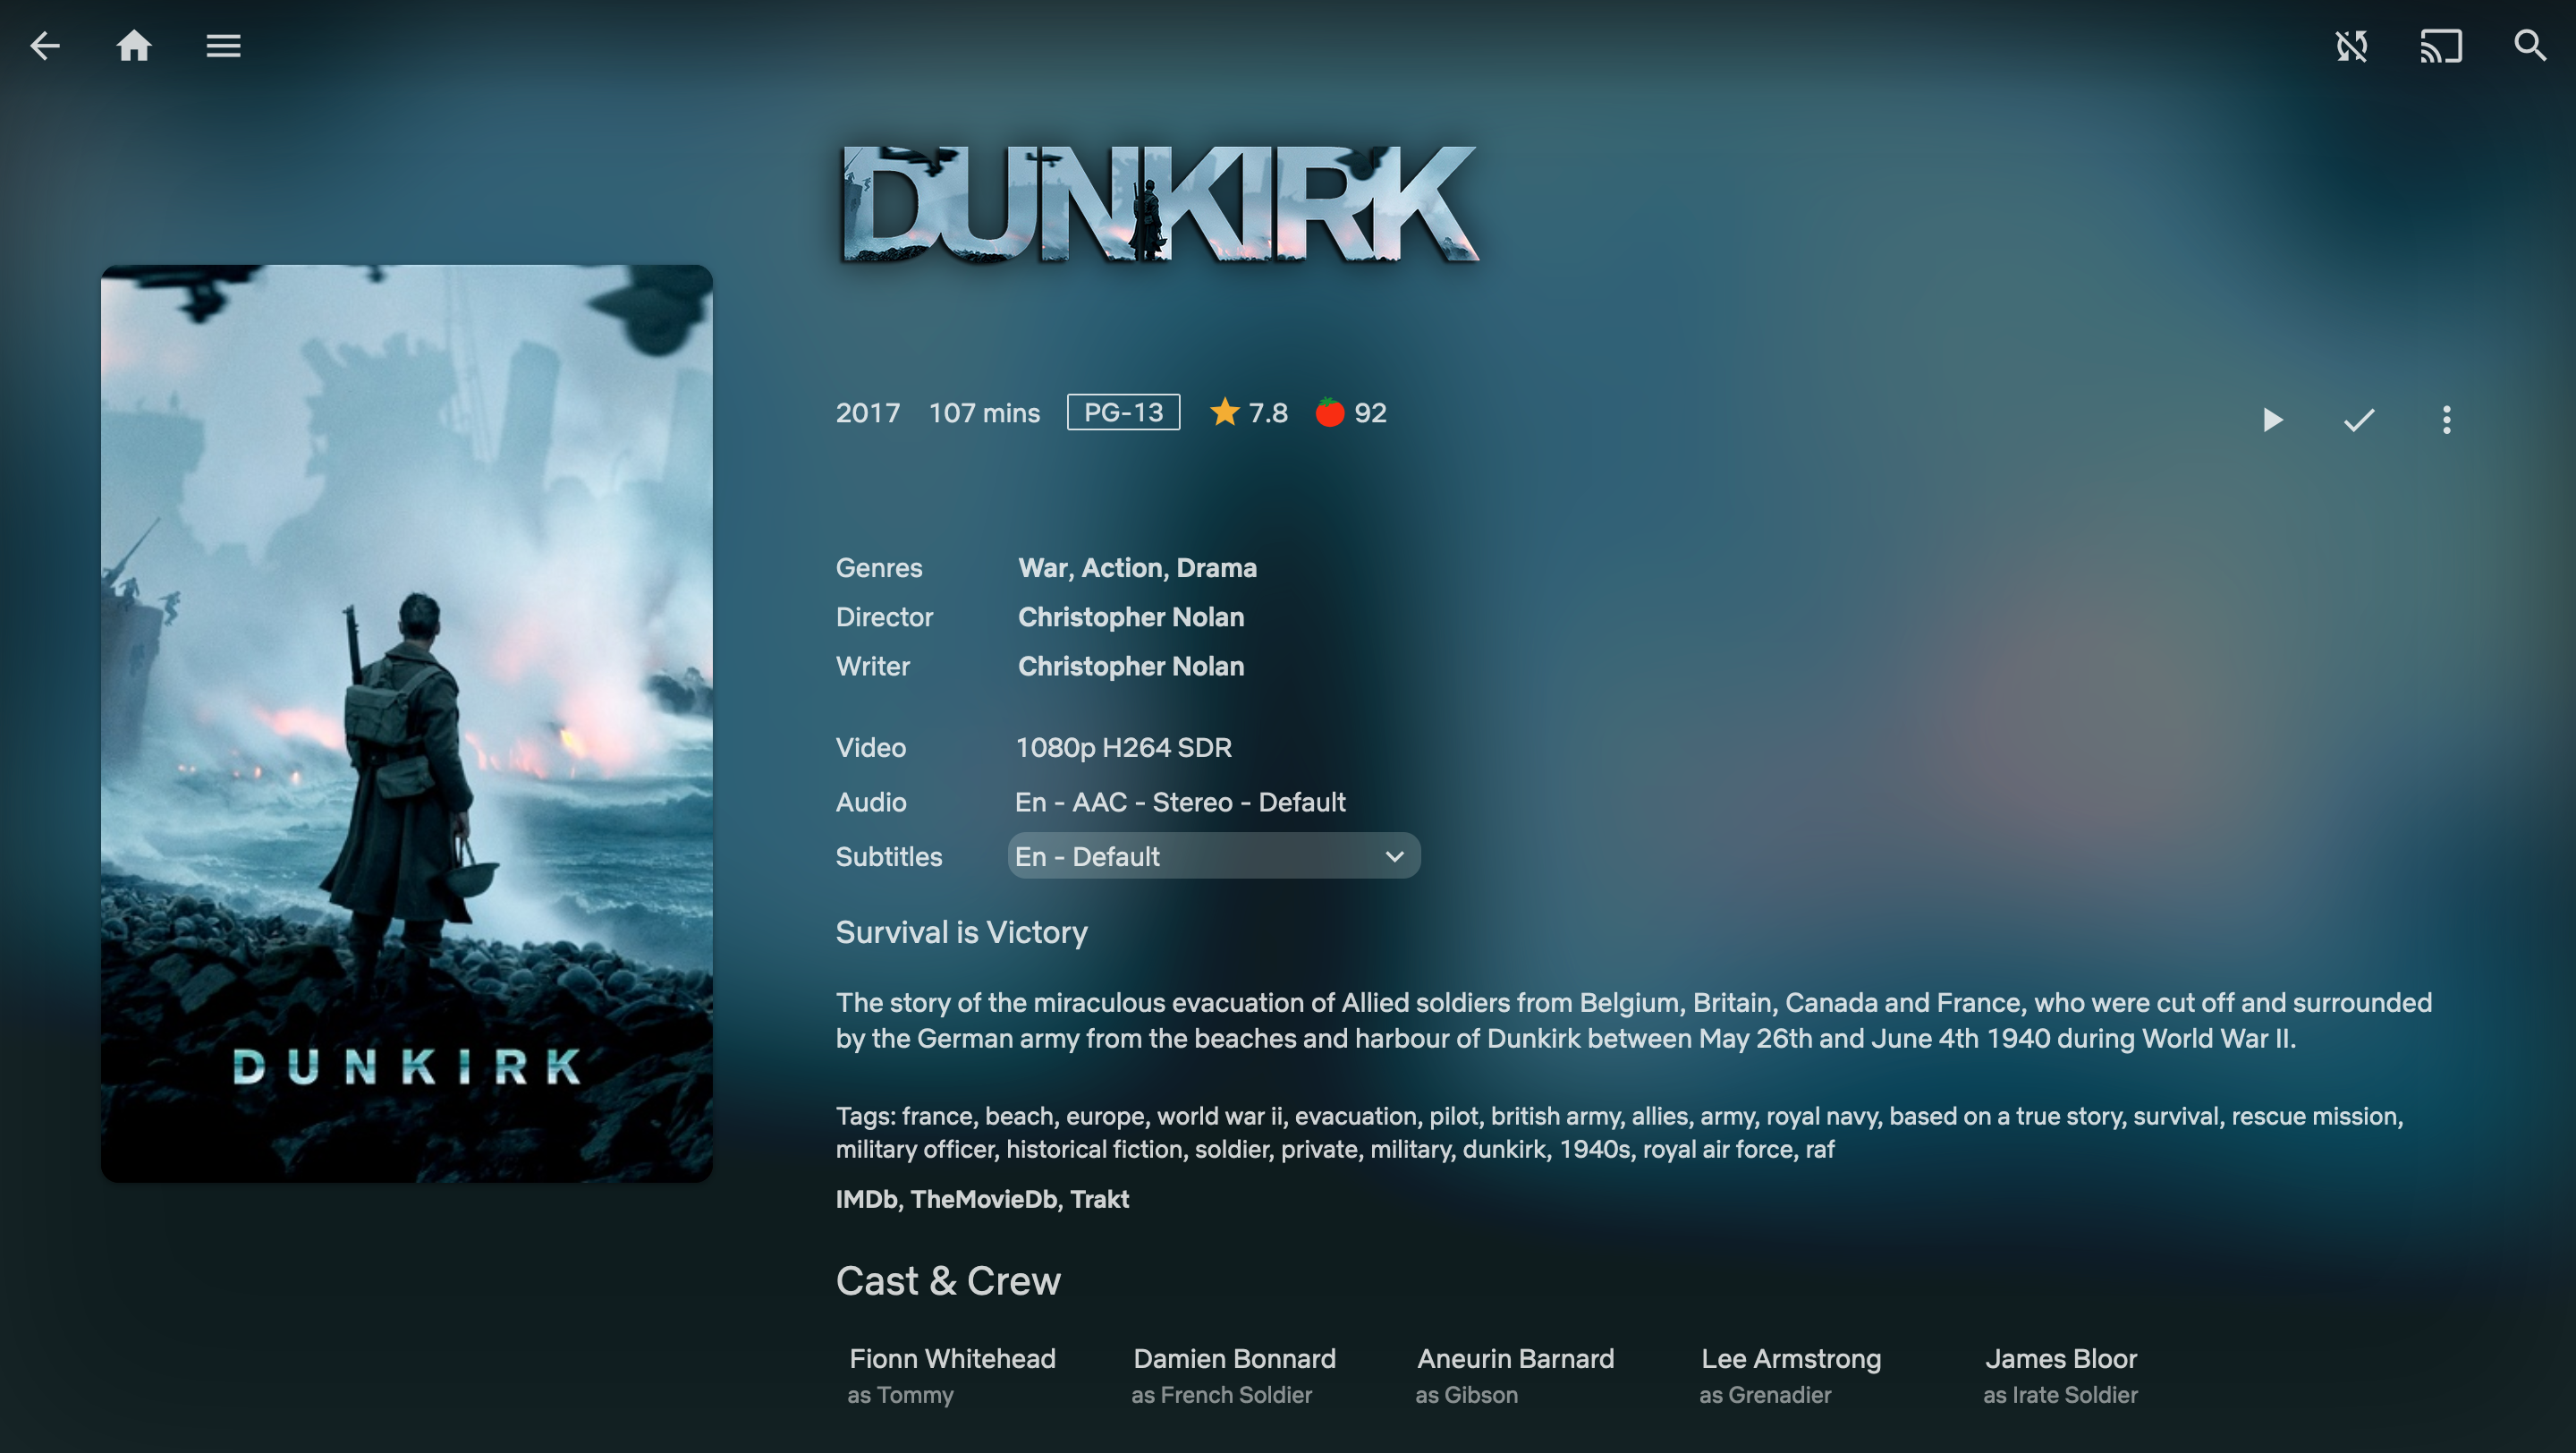 DUNKIRK
2017 107 mins PG-13 7.8 92
Genres War, Action, Drama
Director Christopher Nolan
Writer Christopher Nolan
Video 1080p H264 SDR
Audio En - AAC - Stereo - Default
Subtitles En - Default
Survival is Victory
The story of the miraculous evacuation of Allied soldiers from Belgium, Britain, Canada and France, who were cut off and surrounded
by the German army from the beaches and harbour of Dunkirk between May 26th and June 4th 1940 during World War II.
DUNKIRK
Tags: france, beach, europe, world war ii, evacuation, pilot, british army, allies, army, royal navy, based on a true story, survival, rescue mission,
military officer, historical fiction, soldier, private, military, dunkirk, 1940s, royal air force, raf
IMDb, TheMovieDb, Trakt
Cast & Crew
Fionn Whitehead Damien Bonnard Aneurin Barnard Lee Armstrong James Bloor
as Tommy as French Soldier as Gibson as Grenadier as Irate Soldier